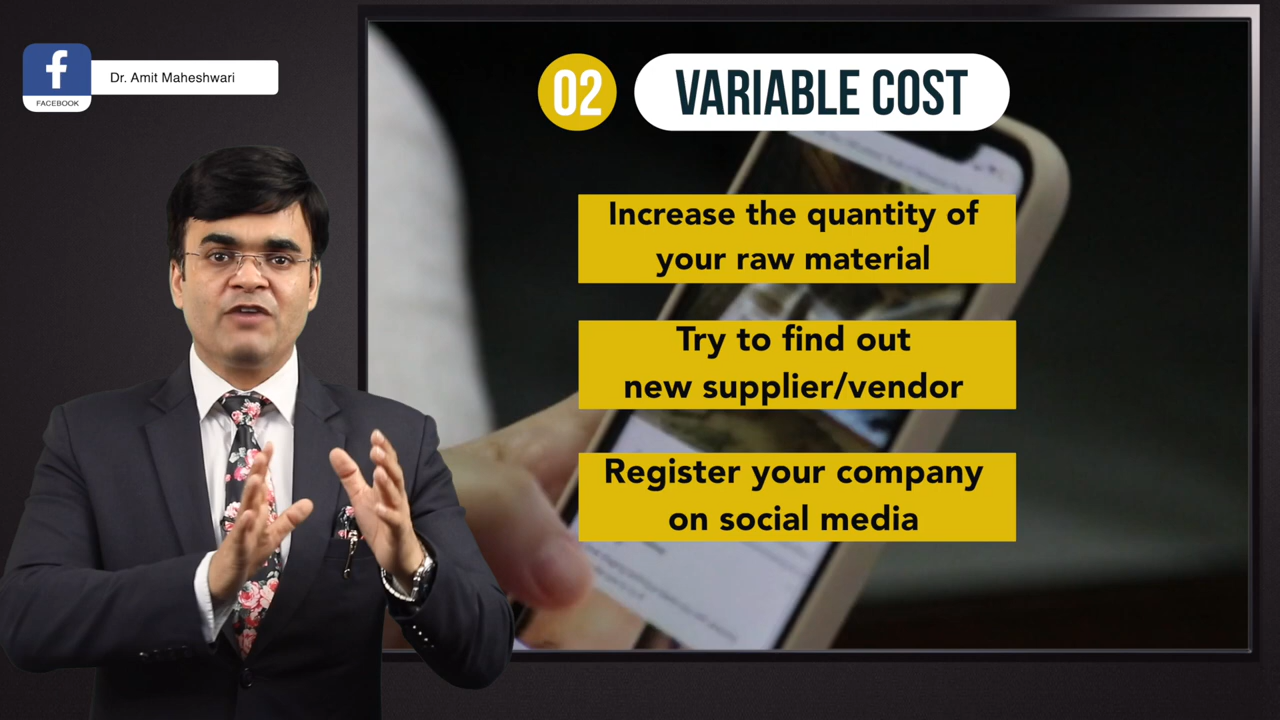 f
FACEBOOK
Dr. Amit Maheshwari
02
VARIABLE COST
Increase the quantity of
your raw material
Try to find out
new supplier/vendor
Register your company
on social media